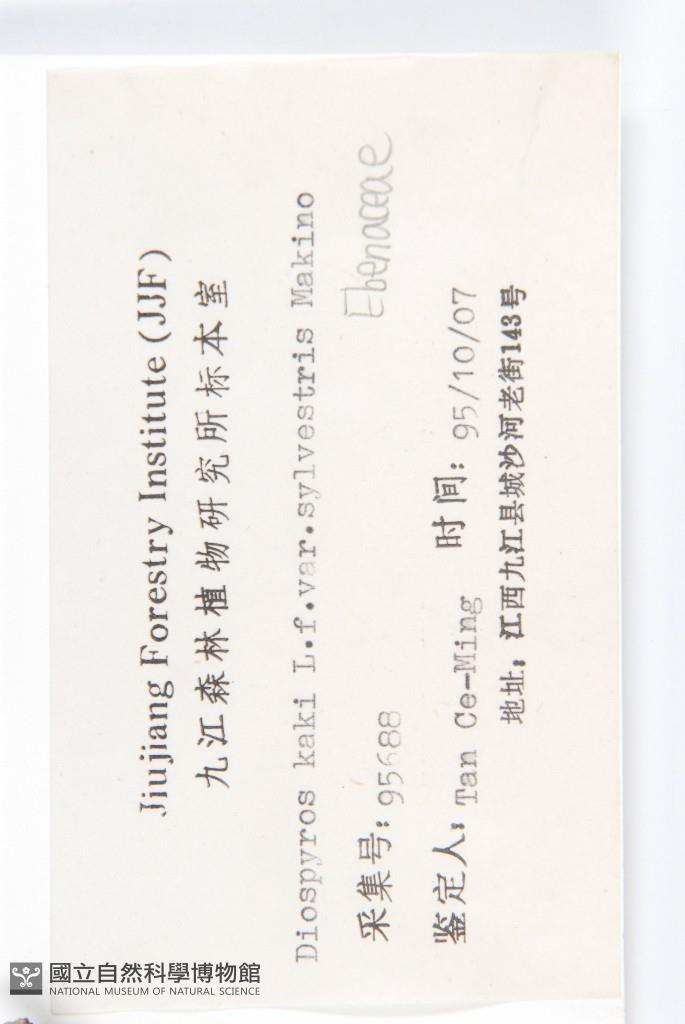 Jiujiang Forestry Institute (JJF)
九江森林植物研究所标本室
Diospyros kaki L.f.var.sylvestris Makino
Ebenaceae
采集号: 95688
鉴定人: Tan Ce-Ming 时间: 95/10/07
地址: 江西九江县城沙河老街143号
國立自然科學博物館
NATIONAL MUSEUM OF NATURAL SCIENCE